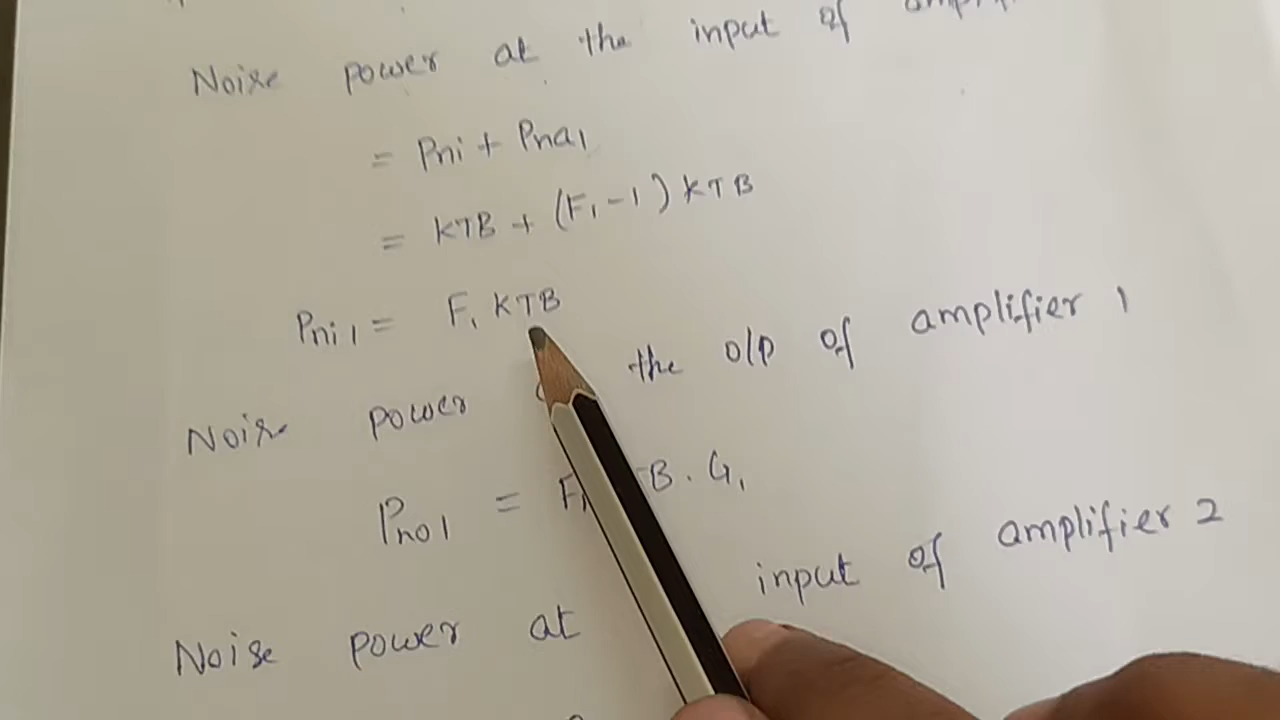 Noise power at the input of
= Pni + Pna1
= KTB + (F1-1) KTB
Pni1 = F1 KTB
Noise power the O/P of amplifier 1
Pno1 = F1 B . G1
Noise power at input of amplifier 2